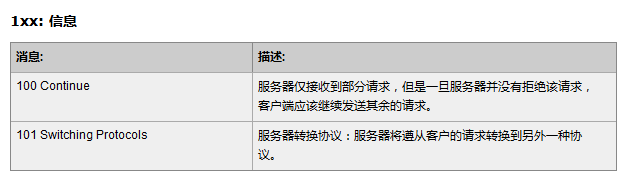 1xx: 信息
消息: 描述:
100 Continue 服务器仅接收到部分请求，但是一旦服务器并没有拒绝该请求，
客户端应该继续发送其余的请求。
101 Switching Protocols 服务器转换协议：服务器将遵从客户的请求转换到另外一种协
议。